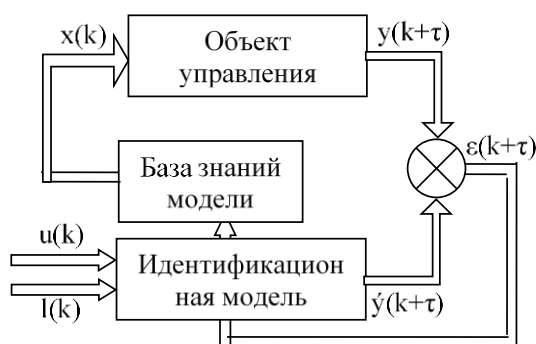 x(k)
Объект
управления
y(k+τ)
ε(k+τ)
База знаний
модели
u(k)
l(k)
Идентификацион
ная модель
ý(k+τ)